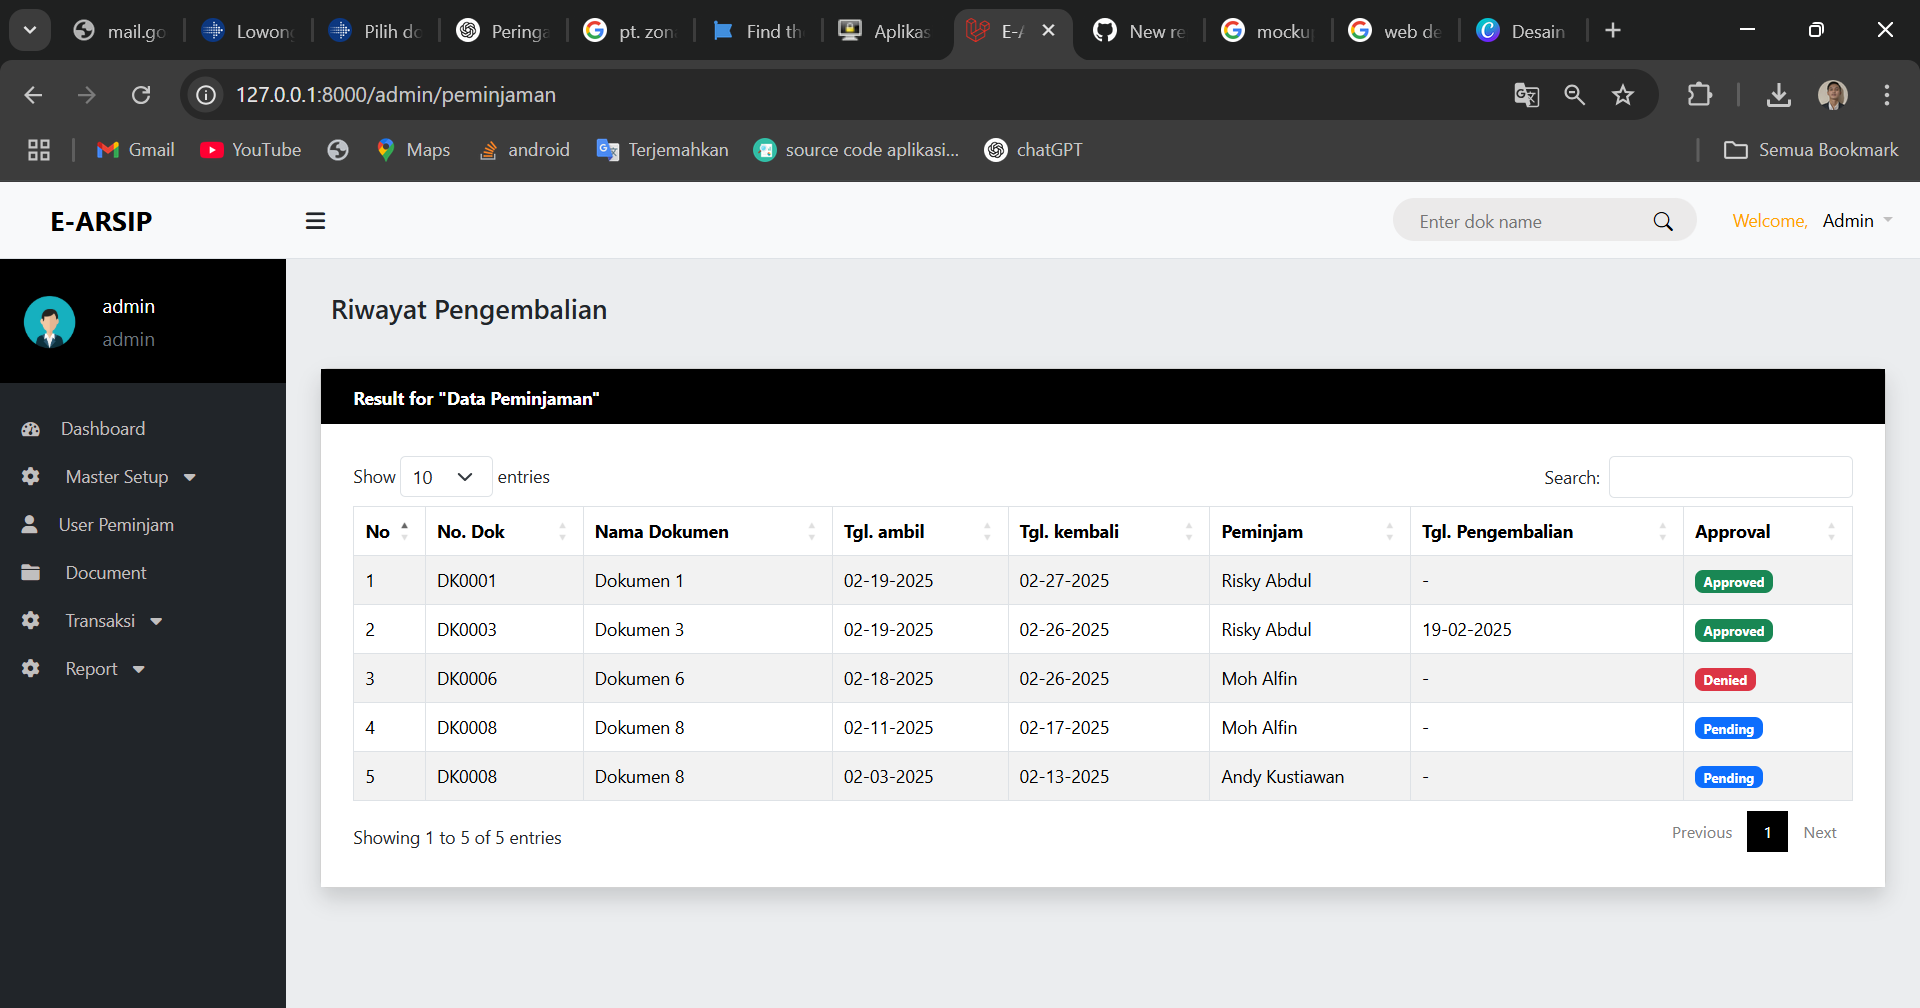 mail.go Lowong Pilih do Peringa pt. zon Find th Aplikas E-A New re mockup web de Desain
127.0.0.1:8000/admin/peminjaman
Gmail YouTube Maps android Terjemahkan source code aplikasi... chatGPT Semua Bookmark
E-ARSIP Enter dok name Welcome, Admin
admin
admin
Dashboard
Master Setup
User Peminjam
Document
Transaksi
Report
Riwayat Pengembalian
Result for "Data Peminjaman"
Show 10 entries Search:
No No. Dok Nama Dokumen Tgl. ambil Tgl. kembali Peminjam Tgl. Pengembalian Approval
1 DK0001 Dokumen 1 02-19-2025 02-27-2025 Risky Abdul - Approved
2 DK0003 Dokumen 3 02-19-2025 02-26-2025 Risky Abdul 19-02-2025 Approved
3 DK0006 Dokumen 6 02-18-2025 02-26-2025 Moh Alfin - Denied
4 DK0008 Dokumen 8 02-11-2025 02-17-2025 Moh Alfin - Pending
5 DK0008 Dokumen 8 02-03-2025 02-13-2025 Andy Kustiawan - Pending
Showing 1 to 5 of 5 entries Previous 1 Next